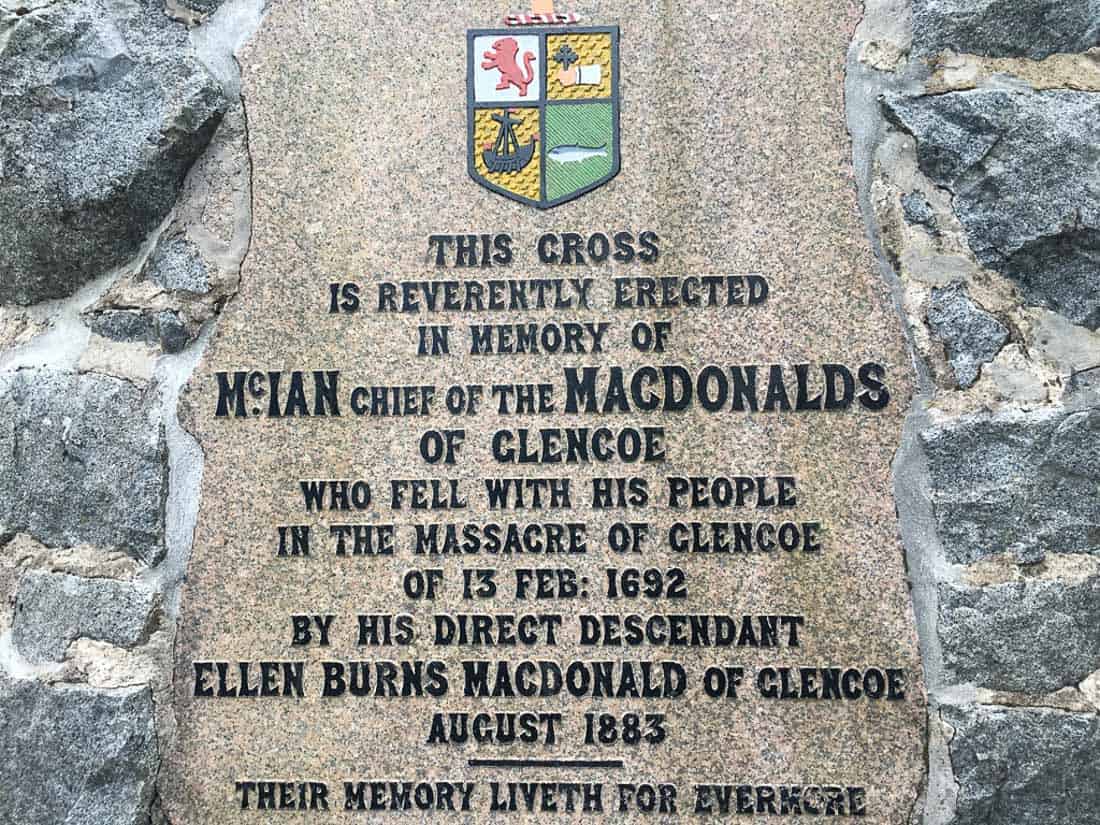 THIS CROSS
IS REVERENTLY ERECTED
IN MEMORY OF
McIAN CHIEF OF THE MACDONALDS
OF GLENCOE
WHO FELL WITH HIS PEOPLE
IN THE MASSACRE OF GLENCOE
OF 13 FEB: 1692
BY HIS DIRECT DESCENDANT
ELLEN BURNS MACDONALD OF GLENCOE
AUGUST 1883
THEIR MEMORY LIVETH FOR EVERMORE